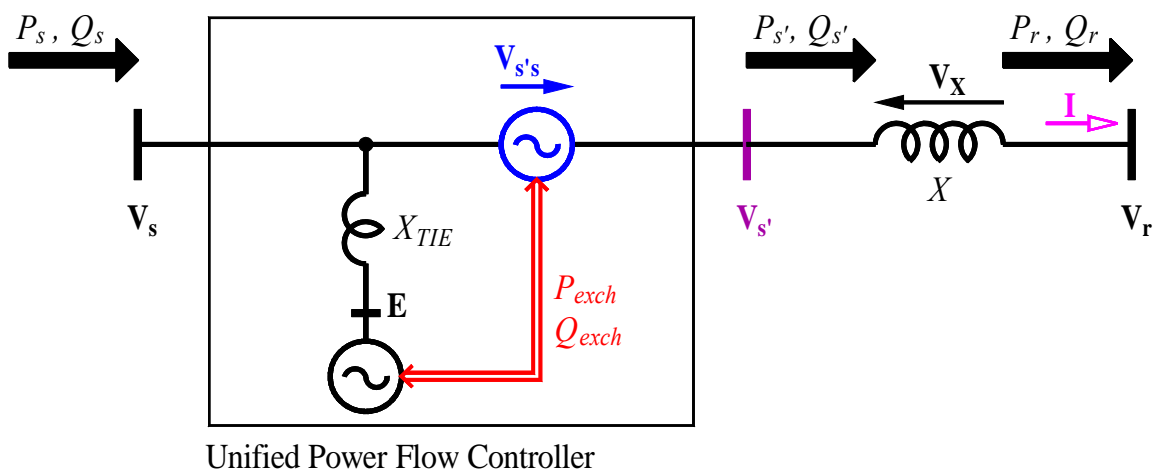 Ps, Qs
Vs's
Ps', Qs'
Pr, Qr
VX
I
Vs
XTIE
E
Pexch
Qexch
Vs'
X
Vr
Unified Power Flow Controller